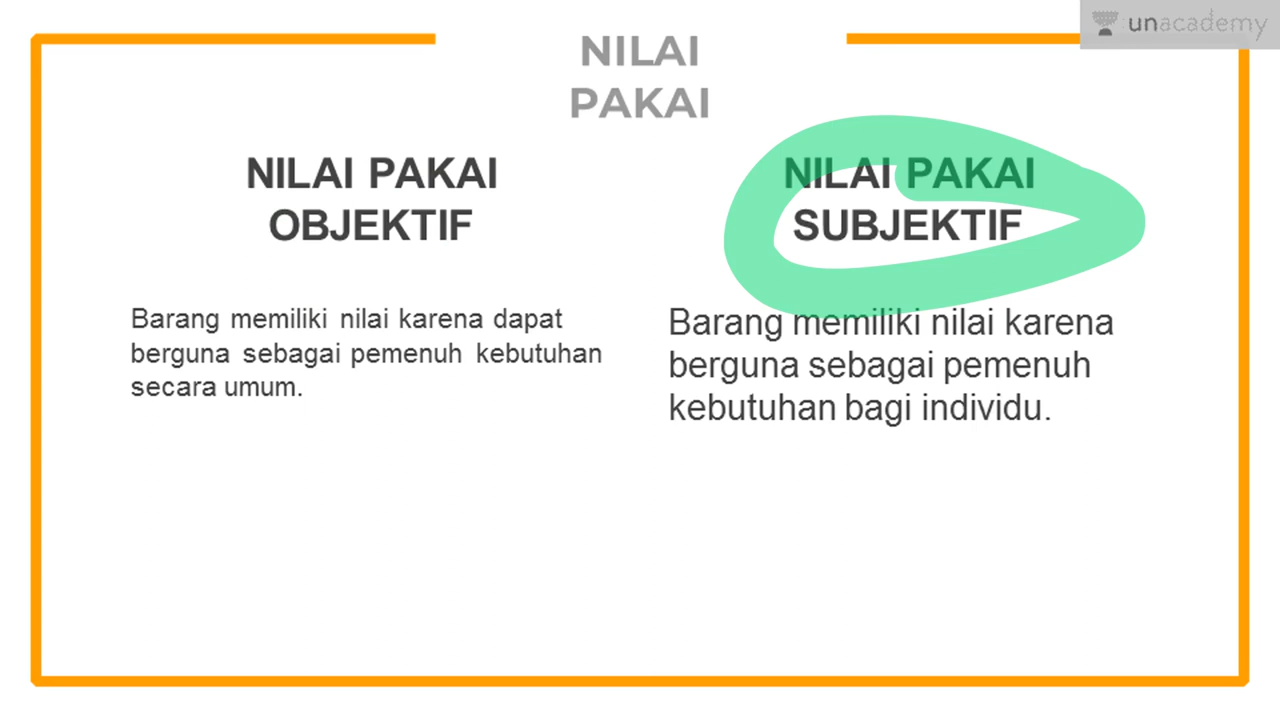 unacademy
NILAI
PAKAI
NILAI PAKAI
OBJEKTIF
Barang memiliki nilai karena dapat
berguna sebagai pemenuh kebutuhan
secara umum.
NILAI PAKAI
SUBJEKTIF
Barang memiliki nilai karena
berguna sebagai pemenuh
kebutuhan bagi individu.